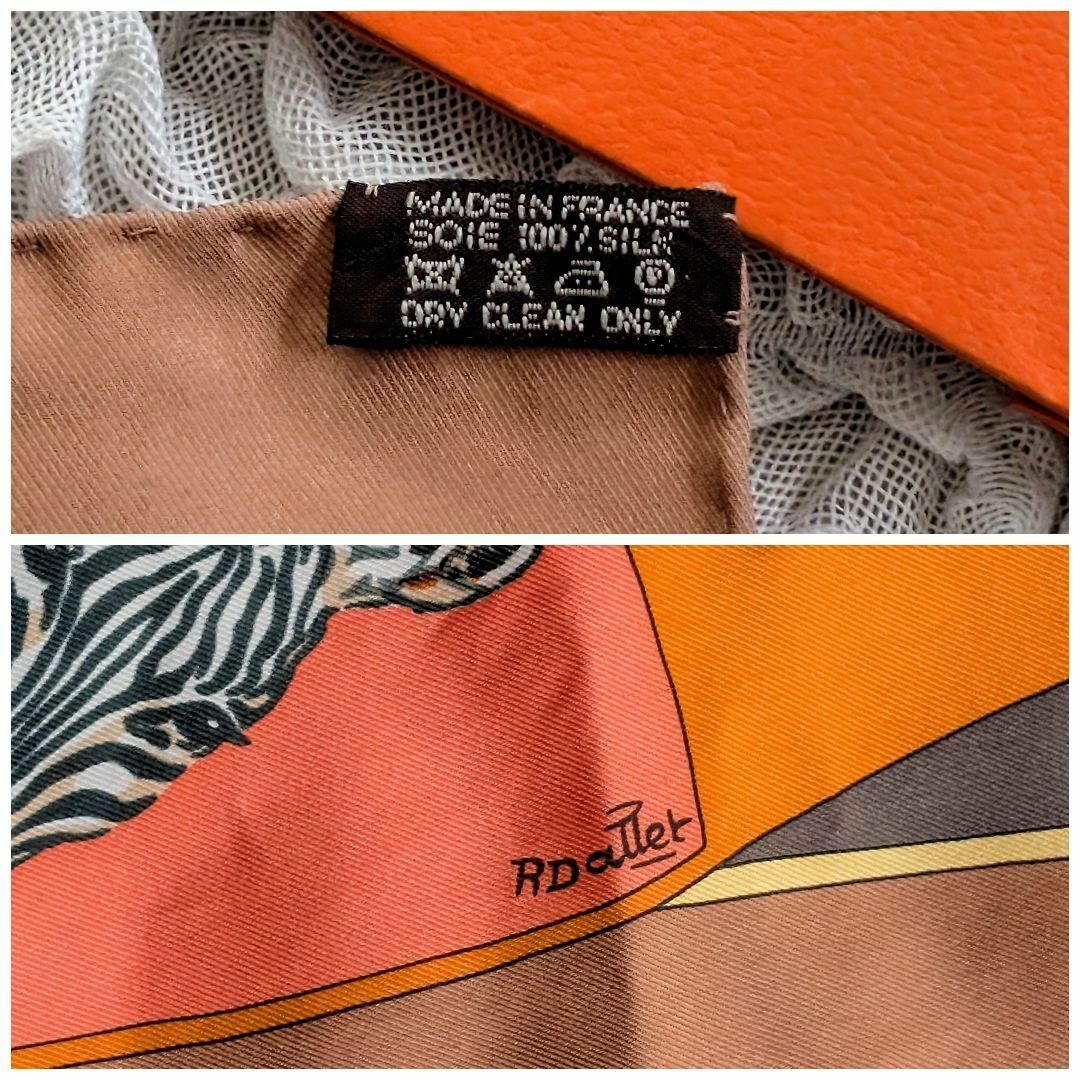 MADE IN FRANCE
SOIE 100% SILK
DRY CLEAN ONLY
RDallet